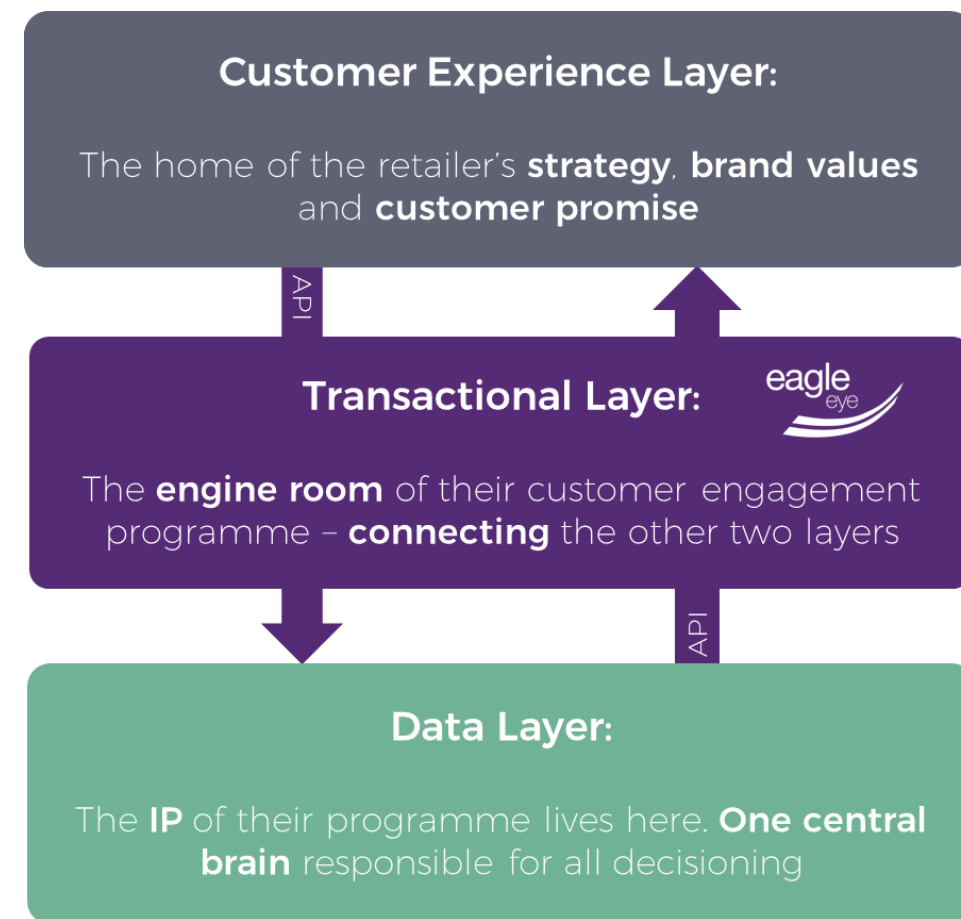 Customer Experience Layer:
The home of the retailer's strategy, brand values
and customer promise
API
Transactional Layer:
eagle
eye
The engine room of their customer engagement
programme – connecting the other two layers
API
Data Layer:
The IP of their programme lives here. One central
brain responsible for all decisioning